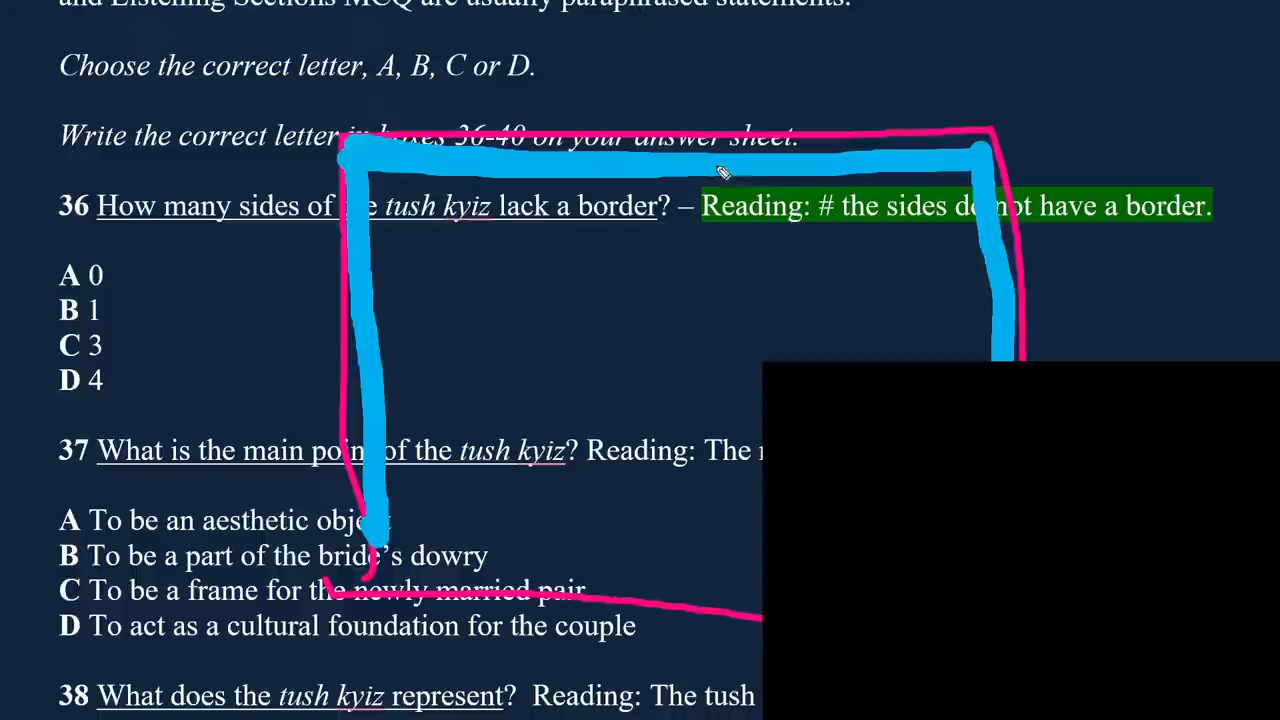 and Listening Sections MCQ are usually paraphrased statements.
Choose the correct letter, A, B, C or D.
Write the correct letter in boxes 36-40 on your answer sheet.
36 How many sides of the tush kyiz lack a border? – Reading: # the sides do not have a border.
A 0
B 1
C 3
D 4
37 What is the main point of the tush kyiz? Reading: The
A To be an aesthetic object
B To be a part of the bride’s dowry
C To be a frame for the newly married pair
D To act as a cultural foundation for the couple
38 What does the tush kyiz represent? Reading: The tush